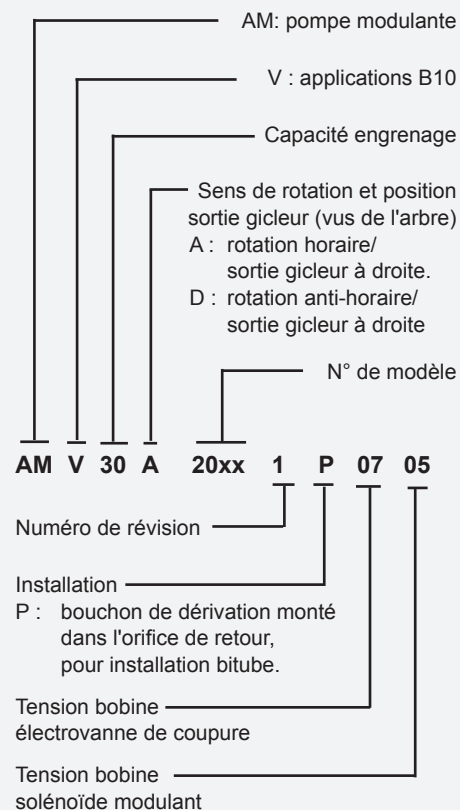 AM: pompe modulante
V : applications B10
Capacité engrenage
Sens de rotation et position
sortie gicleur (vus de l'arbre)
A : rotation horaire/
sortie gicleur à droite.
D : rotation anti-horaire/
sortie gicleur à droite
N° de modèle
AM V 30 A 20xx 1 P 07 05
Numéro de révision
Installation
P : bouchon de dérivation monté
dans l'orifice de retour,
pour installation bitube.
Tension bobine
électrovanne de coupure
Tension bobine
solénoïde modulant